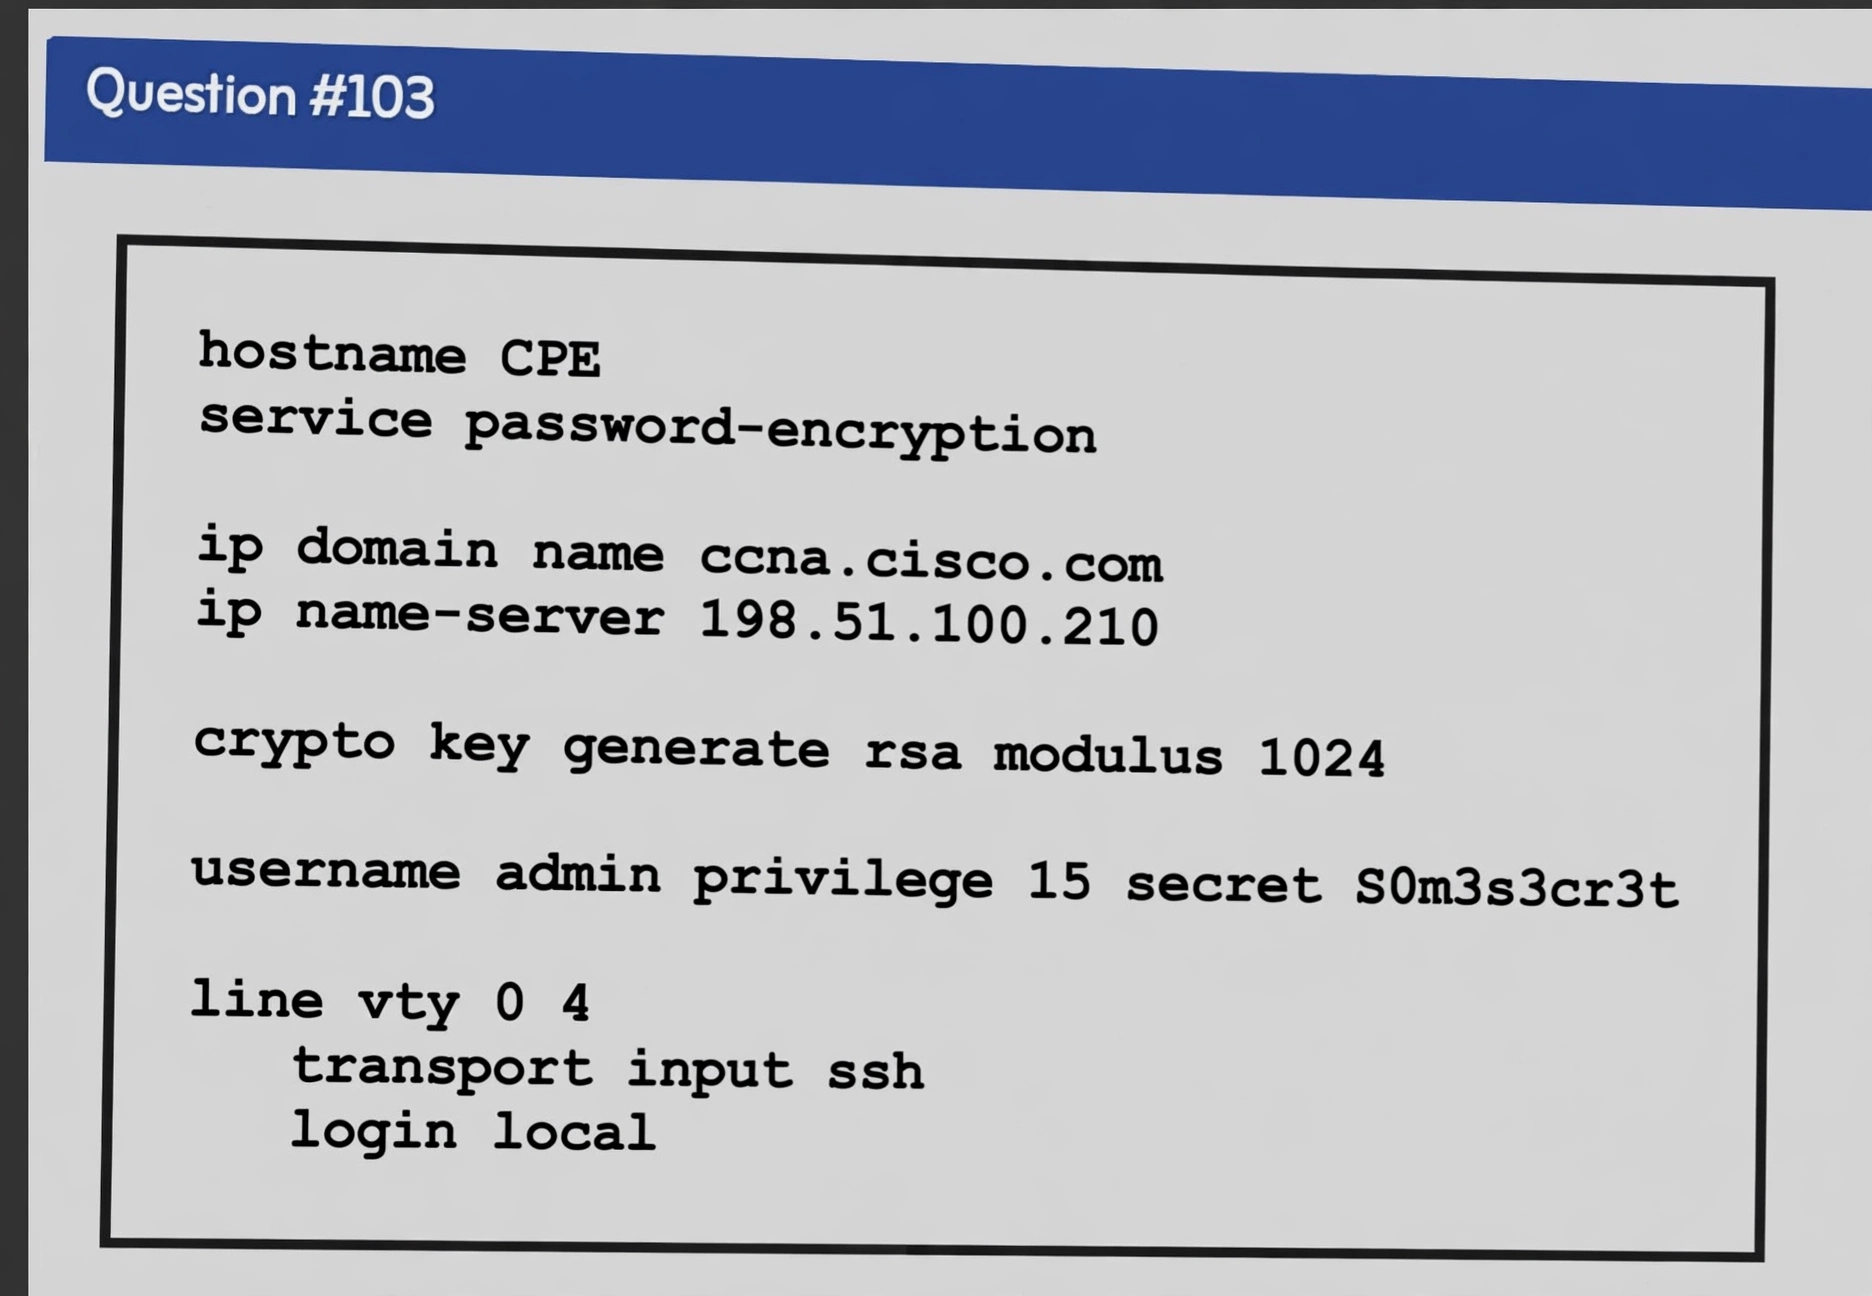 Question #103
hostname CPE
service password-encryption
ip domain name ccna.cisco.com
ip name-server 198.51.100.210
crypto key generate rsa modulus 1024
username admin privilege 15 secret S0m3s3cr3t
line vty 0 4
transport input ssh
login local